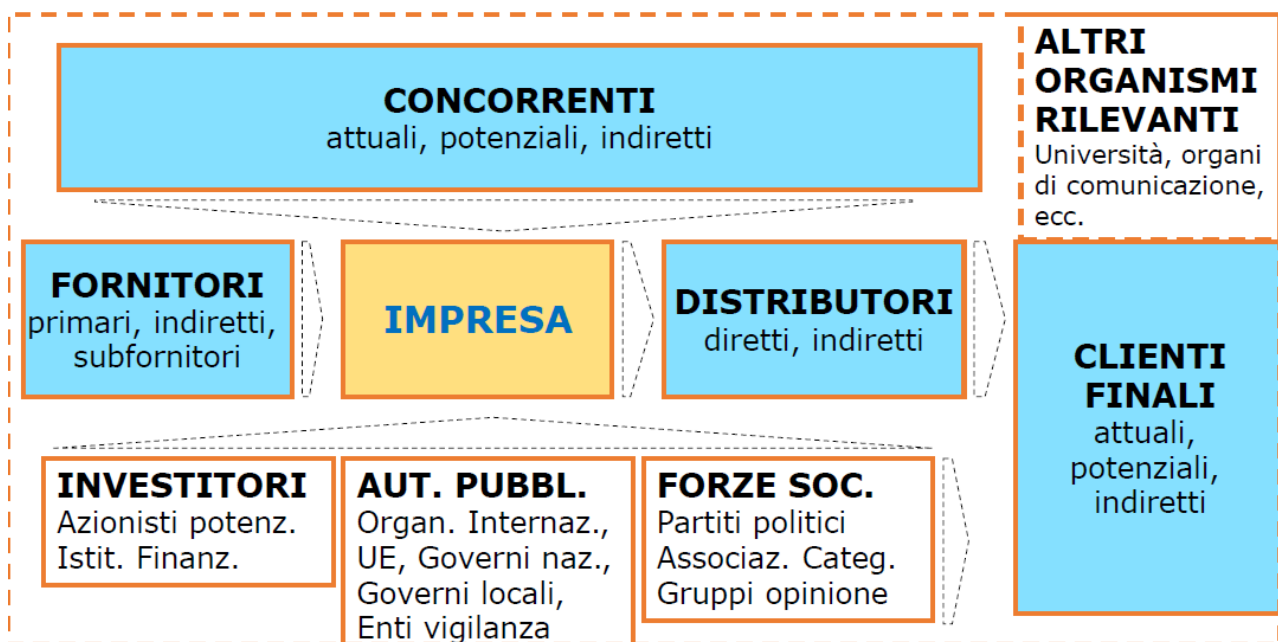 CONCORRENTI
attuali, potenziali, indiretti
ALTRI
ORGANISMI
RILEVANTI
Università, organi
di comunicazione,
ecc.
FORNITORI
primari, indiretti,
subfornitori
IMPRESA
DISTRIBUTORI
diretti, indiretti
CLIENTI
FINALI
attuali,
potenziali,
indiretti
INVESTITORI
Azionisti potenz.
Istit. Finanz.
AUT. PUBBL.
Organ. Internaz.,
UE, Governi naz.,
Governi locali,
Enti vigilanza
FORZE SOC.
Partiti politici
Associaz. Categ.
Gruppi opinione